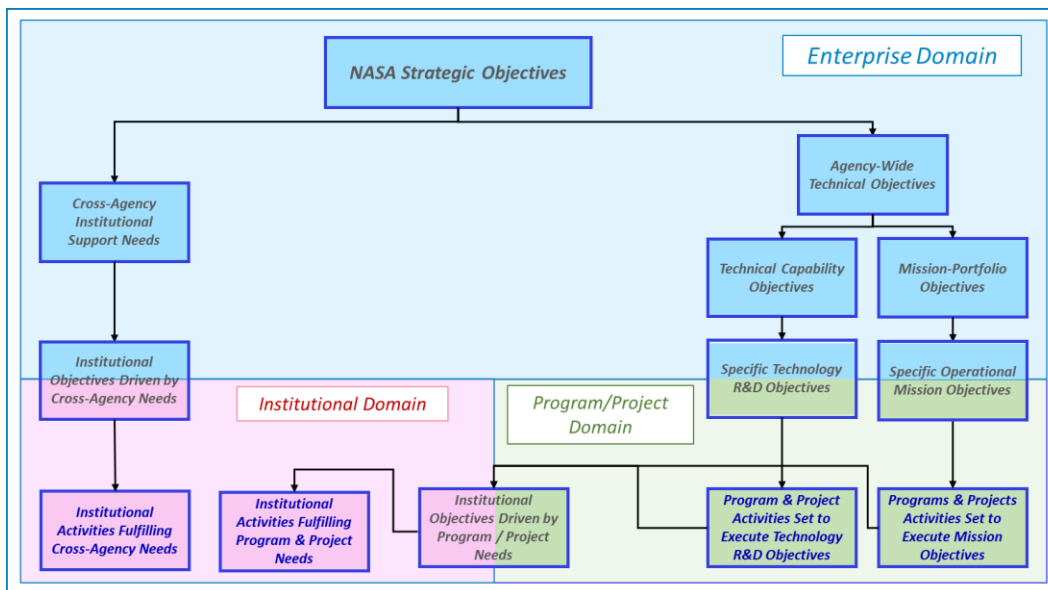 Enterprise Domain
NASA Strategic Objectives
Agency-Wide
Technical Objectives
Cross-Agency
Institutional
Support Needs
Technical Capability
Objectives
Mission-Portfolio
Objectives
Institutional
Objectives Driven by
Cross-Agency Needs
Specific Technology
R&D Objectives
Specific Operational
Mission Objectives
Institutional Domain
Program/Project
Domain
Institutional
Activities Fulfilling
Cross-Agency Needs
Institutional
Activities Fulfilling
Program & Project
Needs
Institutional
Objectives Driven by
Program / Project
Needs
Program & Project
Activities Set to
Execute Technology
R&D Objectives
Programs & Projects
Activities Set to
Execute Mission
Objectives